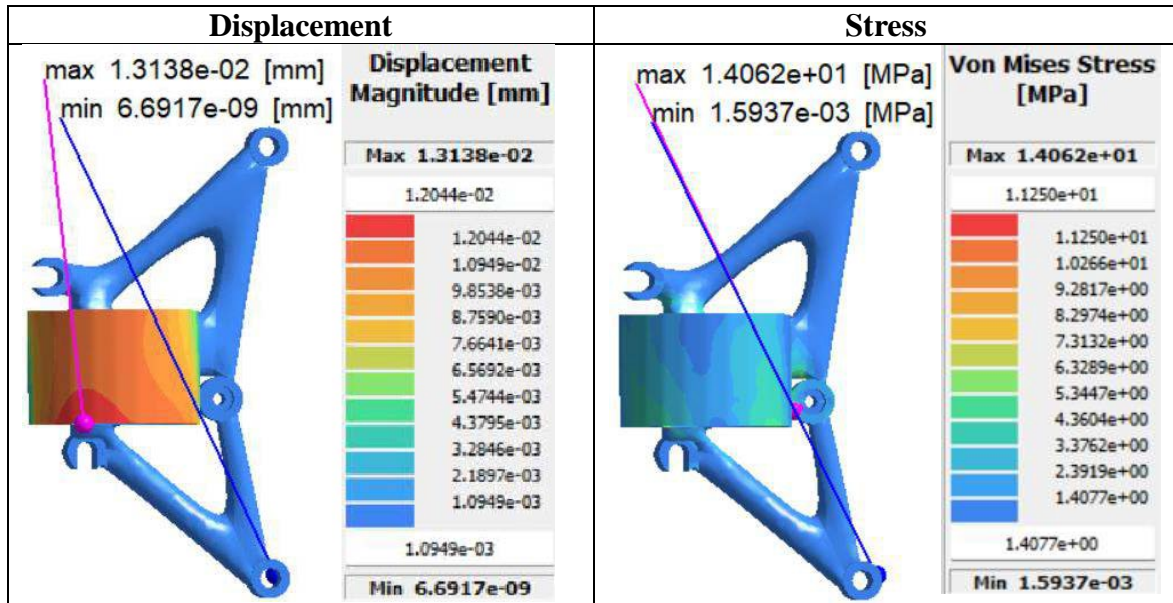 Displacement
max 1.3138e-02 [mm]
min 6.6917e-09 [mm]
Displacement
Magnitude [mm]
Max 1.3138e-02
1.2044e-02
1.2044e-02
1.0949e-02
9.8538e-03
8.7590e-03
7.6641e-03
6.5692e-03
5.4744e-03
4.3795e-03
3.2846e-03
2.1897e-03
1.0949e-03
1.0949e-03
Min 6.6917e-09
Stress
max 1.4062e+01 [MPa]
min 1.5937e-03 [MPa]
Von Mises Stress
[MPa]
Max 1.4062e+01
1.1250e+01
1.1250e+01
1.0266e+01
9.2817e+00
8.2974e+00
7.3132e+00
6.3289e+00
5.3447e+00
4.3604e+00
3.3762e+00
2.3919e+00
1.4077e+00
1.4077e+00
Min 1.5937e-03